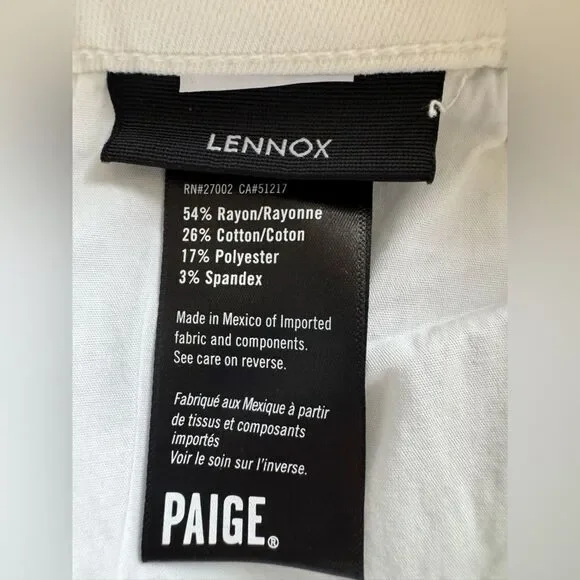 LENNOX
RN#27002 CA#51217
54% Rayon/Rayonne
26% Cotton/Coton
17% Polyester
3% Spandex
Made in Mexico of Imported
fabric and components.
See care on reverse.
Fabriqué aux Mexique à partir
de tissus et composants
importés
Voir le soin sur l'inverse.
PAIGE®